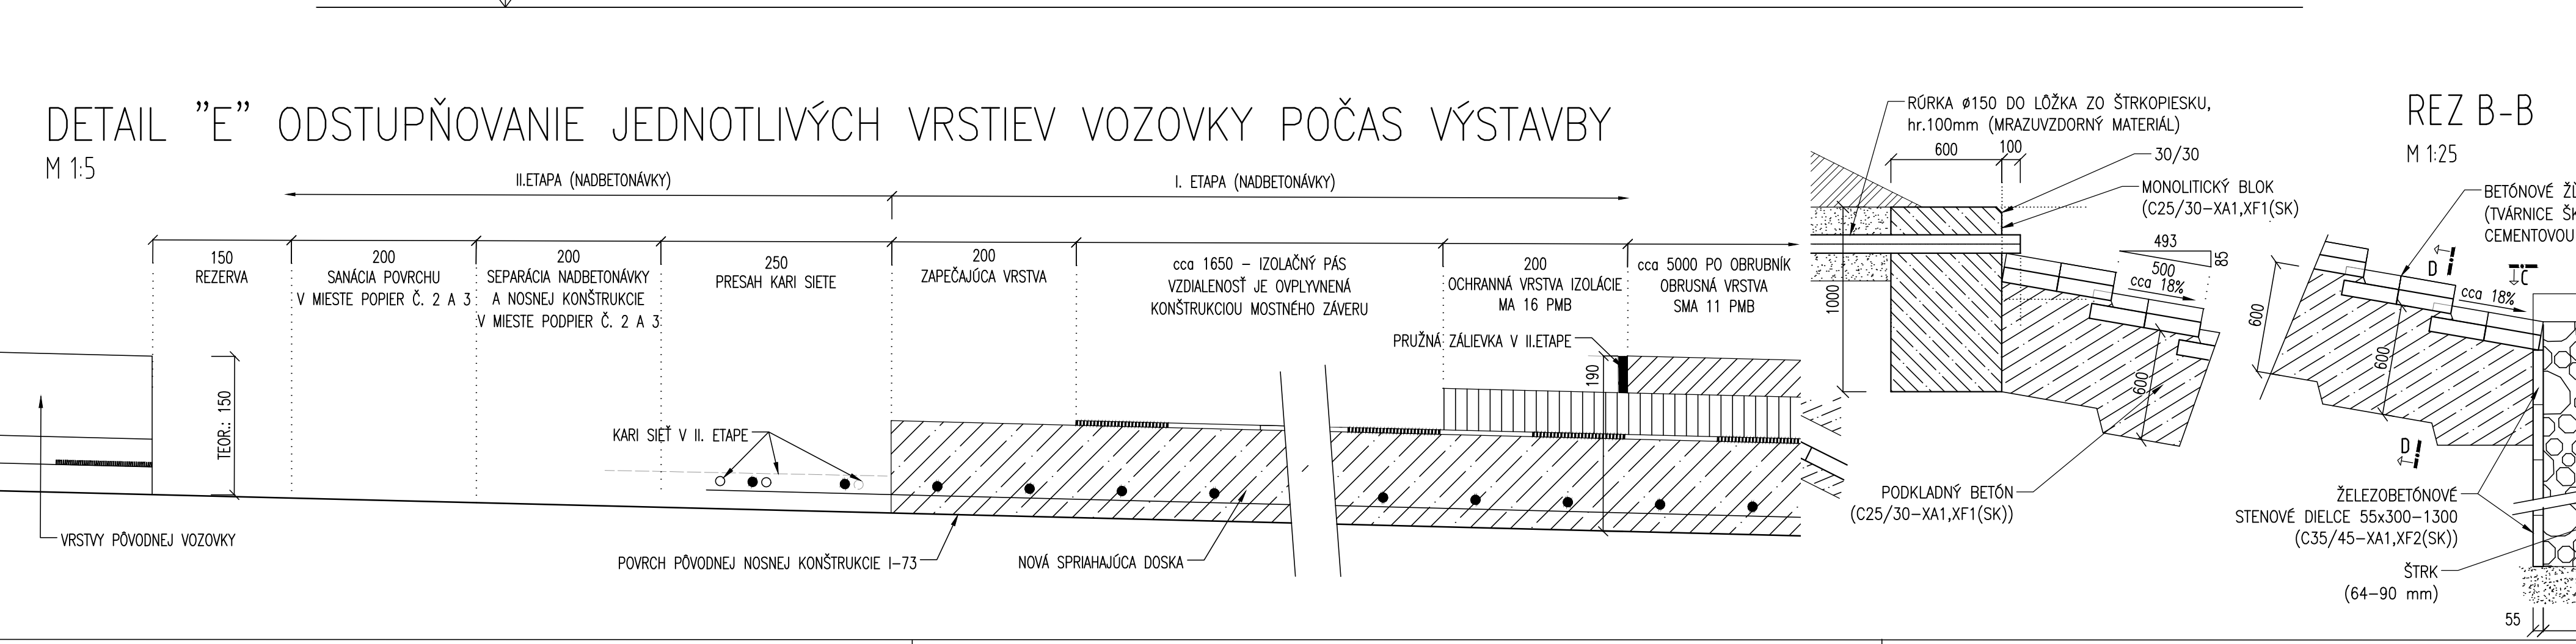 DETAIL "E" ODSTUPŇOVANIE JEDNOTLIVÝCH VRSTIEV VOZOVKY POČAS VÝSTAVBY
M 1:5
II.ETAPA (NADBETONÁVKY)
I. ETAPA (NADBETONÁVKY)
150
REZERVA
200
SANÁCIA POVRCHU
V MIESTE POPIER Č. 2 A 3
200
SEPARÁCIA NADBETONÁVKY
A NOSNEJ KONŠTRUKCIE
V MIESTE PODPIER Č. 2 A 3
250
PRESAH KARI SIETE
200
ZAPEČAJÚCA VRSTVA
cca 1650 – IZOLAČNÝ PÁS
VZDIALENOSŤ JE OVPLYVNENÁ
KONŠTRUKCIOU MOSTNÉHO ZÁVERU
200
OCHRANNÁ VRSTVA IZOLÁCIE
MA 16 PMB
cca 5000 PO OBRUBNÍK
OBRUSNÁ VRSTVA
SMA 11 PMB
PRUŽNÁ ZÁLIEVKA V II.ETAPE
190
TEOR.: 150
KARI SIEŤ V II. ETAPE
VRSTVY PÔVODNEJ VOZOVKY
POVRCH PÔVODNEJ NOSNEJ KONŠTRUKCIE I–73
NOVÁ SPRIAHAJÚCA DOSKA
RÚRKA ø150 DO LÔŽKA ZO ŠTRKOPIESKU,
hr.100mm (MRAZUVZDORNÝ MATERIÁL)
600
100
30/30
MONOLITICKÝ BLOK
(C25/30–XA1,XF1(SK)
493
85
500
cca 18%
1000
600
PODKLADNÝ BETÓN
(C25/30–XA1,XF1(SK))
REZ B–B
M 1:25
BETÓNOVÉ
(TVÁRNICE
CEMENTOVOU
D
C
cca 18%
600
600
D
ŽELEZOBETÓNOVÉ
STENOVÉ DIELCE 55x300–1300
(C35/45–XA1,XF2(SK))
ŠTRK
(64–90 mm)
55